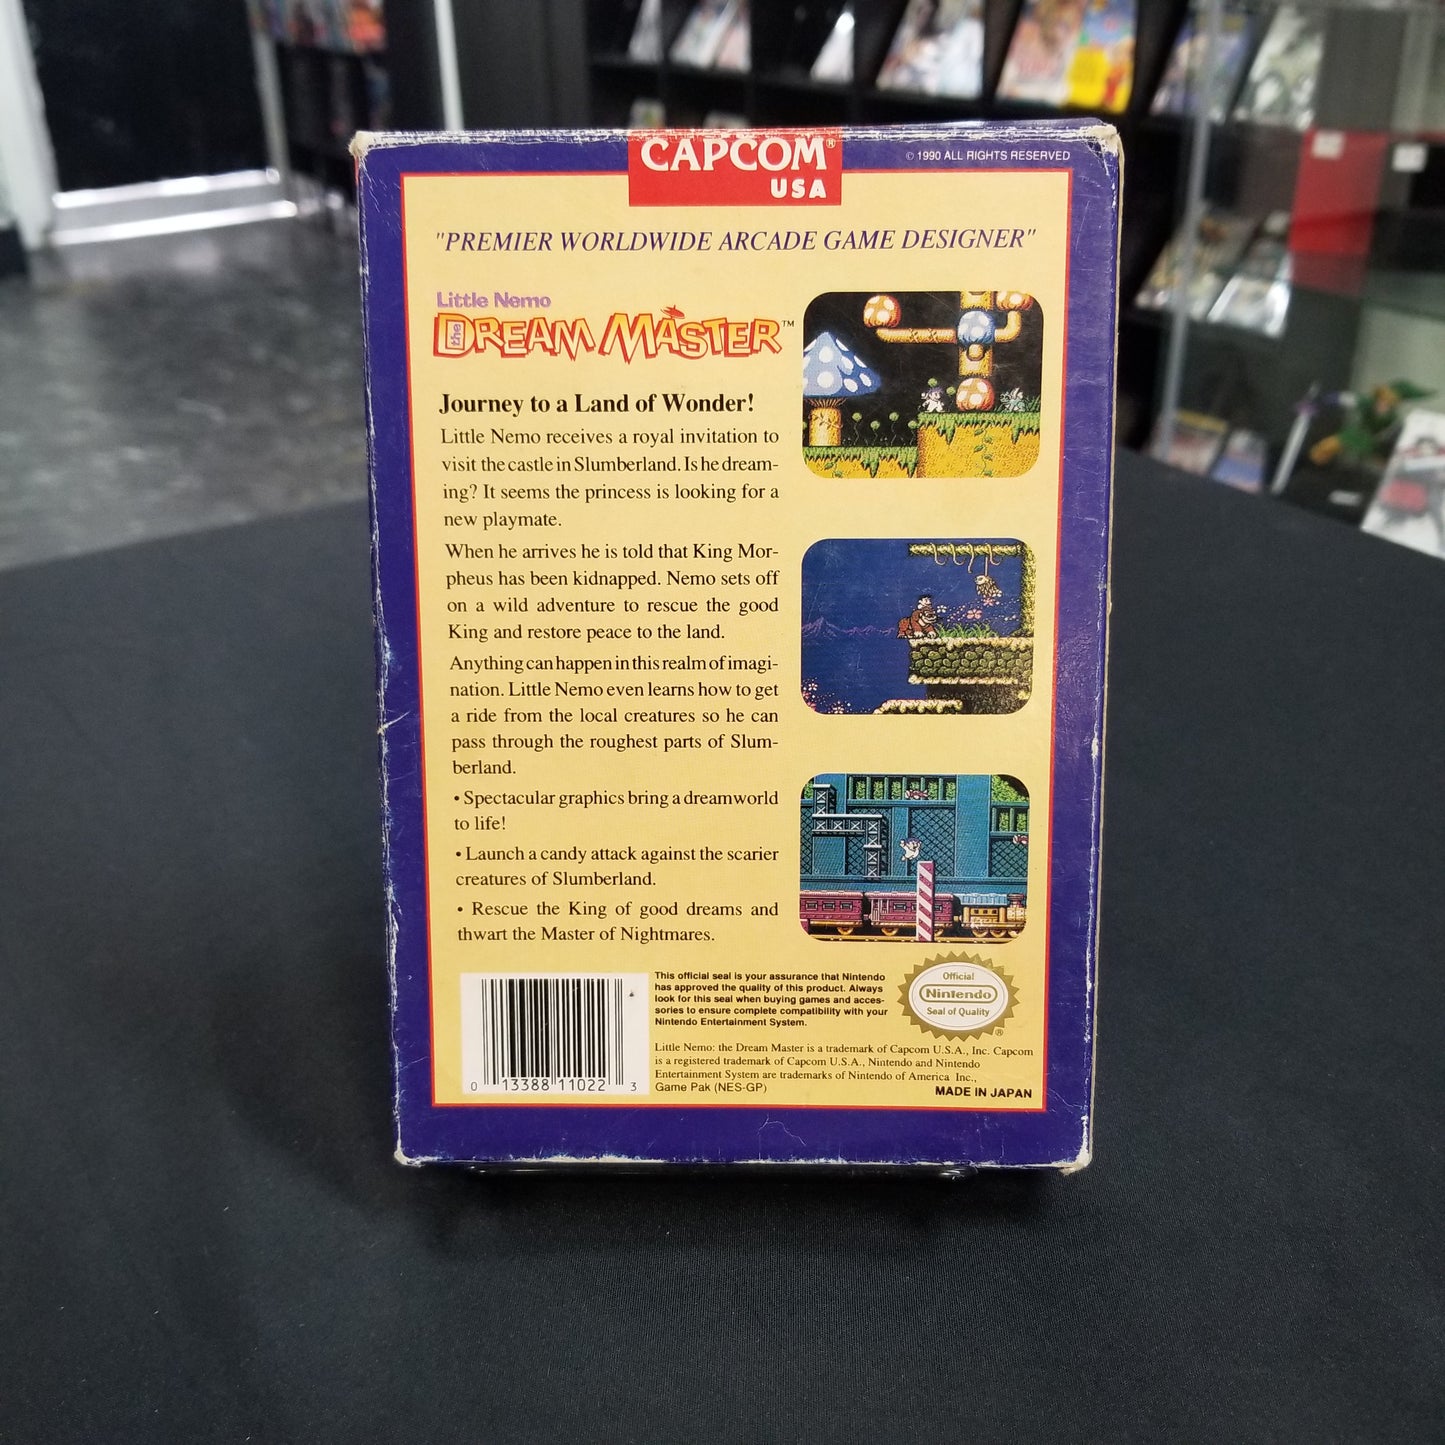 CAPCOM®
USA
© 1990 ALL RIGHTS RESERVED
"PREMIER WORLDWIDE ARCADE GAME DESIGNER"
Little Nemo
the DREAM MASTER™
Journey to a Land of Wonder!
Little Nemo receives a royal invitation to
visit the castle in Slumberland. Is he dream-
ing? It seems the princess is looking for a
new playmate.
When he arrives he is told that King Mor-
pheus has been kidnapped. Nemo sets off
on a wild adventure to rescue the good
King and restore peace to the land.
Anything can happen in this realm of imagi-
nation. Little Nemo even learns how to get
a ride from the local creatures so he can
pass through the roughest parts of Slum-
berland.
• Spectacular graphics bring a dreamworld
to life!
• Launch a candy attack against the scarier
creatures of Slumberland.
• Rescue the King of good dreams and
thwart the Master of Nightmares.
0 13388 11022 3
This official seal is your assurance that Nintendo
has approved the quality of this product. Always
look for this seal when buying games and acces-
sories to ensure complete compatibility with your
Nintendo Entertainment System.
Official
Nintendo
Seal of Quality
®
Little Nemo: the Dream Master is a trademark of Capcom U.S.A., Inc. Capcom
is a registered trademark of Capcom U.S.A., Nintendo and Nintendo
Entertainment System are trademarks of Nintendo of America Inc.,
Game Pak (NES-GP)
MADE IN JAPAN